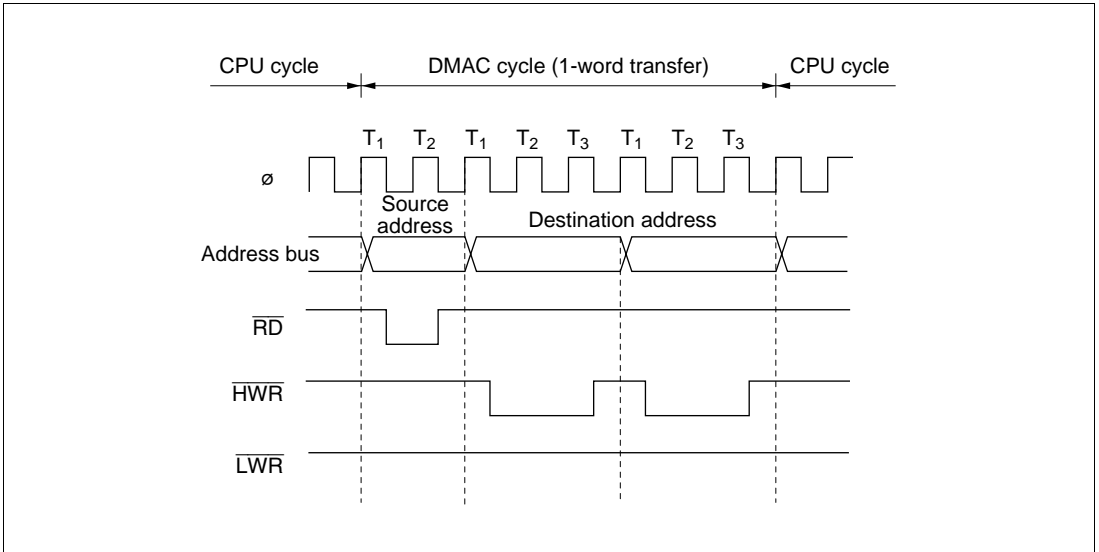 CPU cycle DMAC cycle (1-word transfer) CPU cycle
T1 T2 T1 T2 T3 T1 T2 T3
ø
Source
address
Destination address
Address bus
RD
HWR
LWR